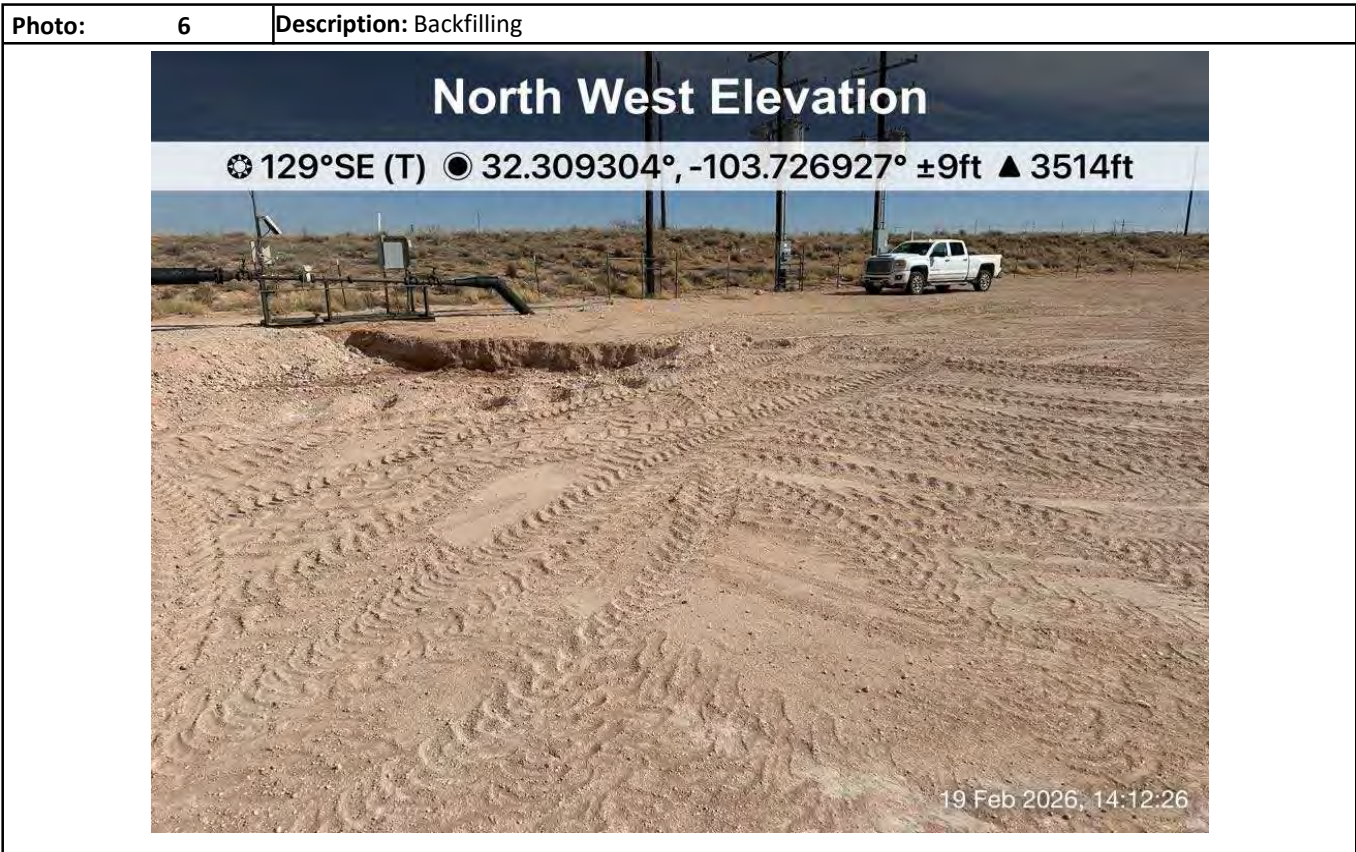 Photo: 6 Description: Backfilling
North West Elevation
129°SE (T) 32.309304°, -103.726927° ±9ft ▲ 3514ft
19 Feb 2026, 14:12:26